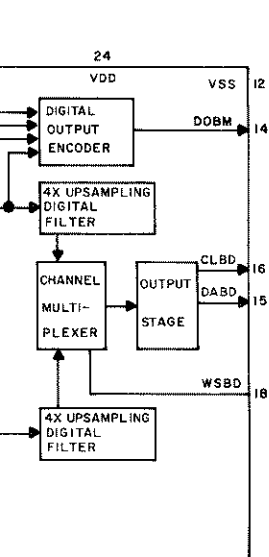 24
VDD
VSS 12
DIGITAL
OUTPUT
ENCODER
DOBM
14
4X UPSAMPLING
DIGITAL
FILTER
CHANNEL
MULTI-
PLEXER
OUTPUT
STAGE
CLBD
16
DABD
15
WSBD
18
4X UPSAMPLING
DIGITAL
FILTER